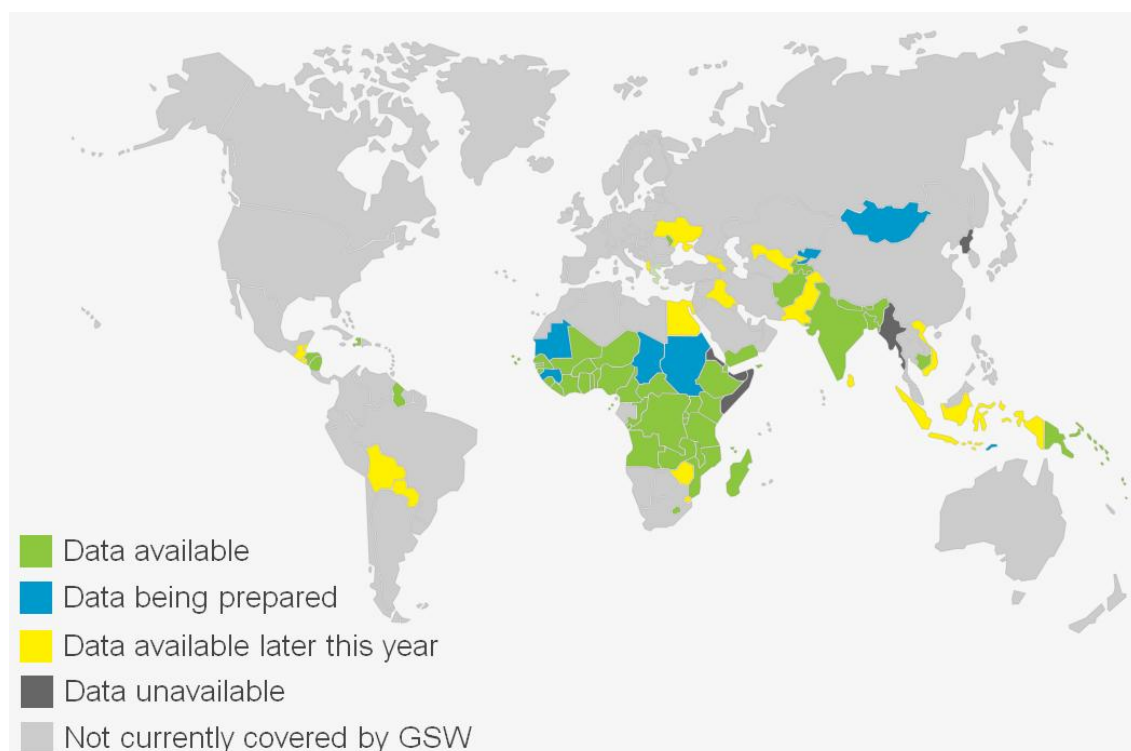 Data available
Data being prepared
Data available later this year
Data unavailable
Not currently covered by GSW